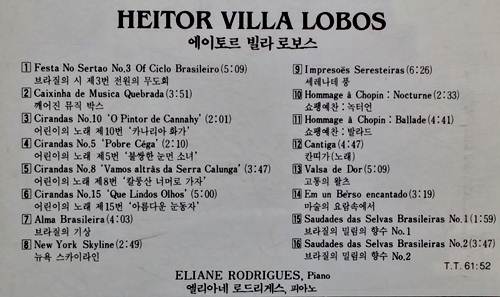 HEITOR VILLA LOBOS
에이토르 빌라 로보스
1 Festa No Sertao No,3 Of Ciclo Brasileiro(5:09)
브라질의 시 제3번 전원의 무도회
2 Caixinha de Musica Quebrada(3:51)
깨어진 뮤직 박스
3 Cirandas No.10 'O Pintor de Cannahy' (2:01)
어린이의 노래 제10번 '카나리아 화가'
4 Cirandas No.5 'Pobre Céga' (2:10)
어린이의 노래 제5번 '불쌍한 눈먼 소녀'
5 Cirandas No.8 'Vamos altrãs da Serra Calunga' (3:47)
어린이의 노래 제8번 '칼룽산 너머로 가자'
6 Cirandas No.15 'Que Lindos Olhos' (5:00)
어린이의 노래 제15번 '아름다운 눈동자'
7 Alma Brasileira(4:03)
브라질의 기상
8 New York Skyline(2:49)
뉴욕 스카이라인
9 Impresoẽs Seresteiras(6:26)
세레나데 풍
10 Hommage à Chopin: Nocturne(2:33)
쇼팽예찬: 녹터언
11 Hommage à Chopin: Ballade(4:41)
쇼팽예찬: 발라드
12 Cantiga(4:47)
칸띠가(노래)
13 Valsa de Dor(5:09)
고통의 왈츠
14 Em un Berso encantado(3:19)
마술의 요람속에서
15 Saudades das Selvas Brasileiras No.1(1:59)
브라질의 밀림의 향수 No.1
16 Saudades das Selvas Brasileiras No,2(3:47)
브라질의 밀림의 향수 No.2
T.T. 61:52
ELIANE RODRIGUES, Piano
엘리아네 로드리게스, 피아노